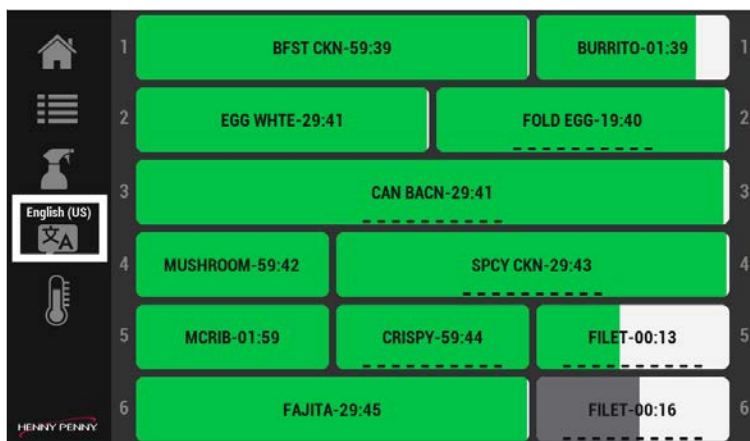 1 BFST CKN-59:39 BURRITO-01:39 1
2 EGG WHTE-29:41 FOLD EGG-19:40 2
3 CAN BACN-29:41 3
English (US)
文A
4 MUSHROOM-59:42 SPCY CKN-29:43 4
5 MCRIB-01:59 CRISPY-59:44 FILET-00:13 5
6 FAJITA-29:45 FILET-00:16 6
HENNY PENNY